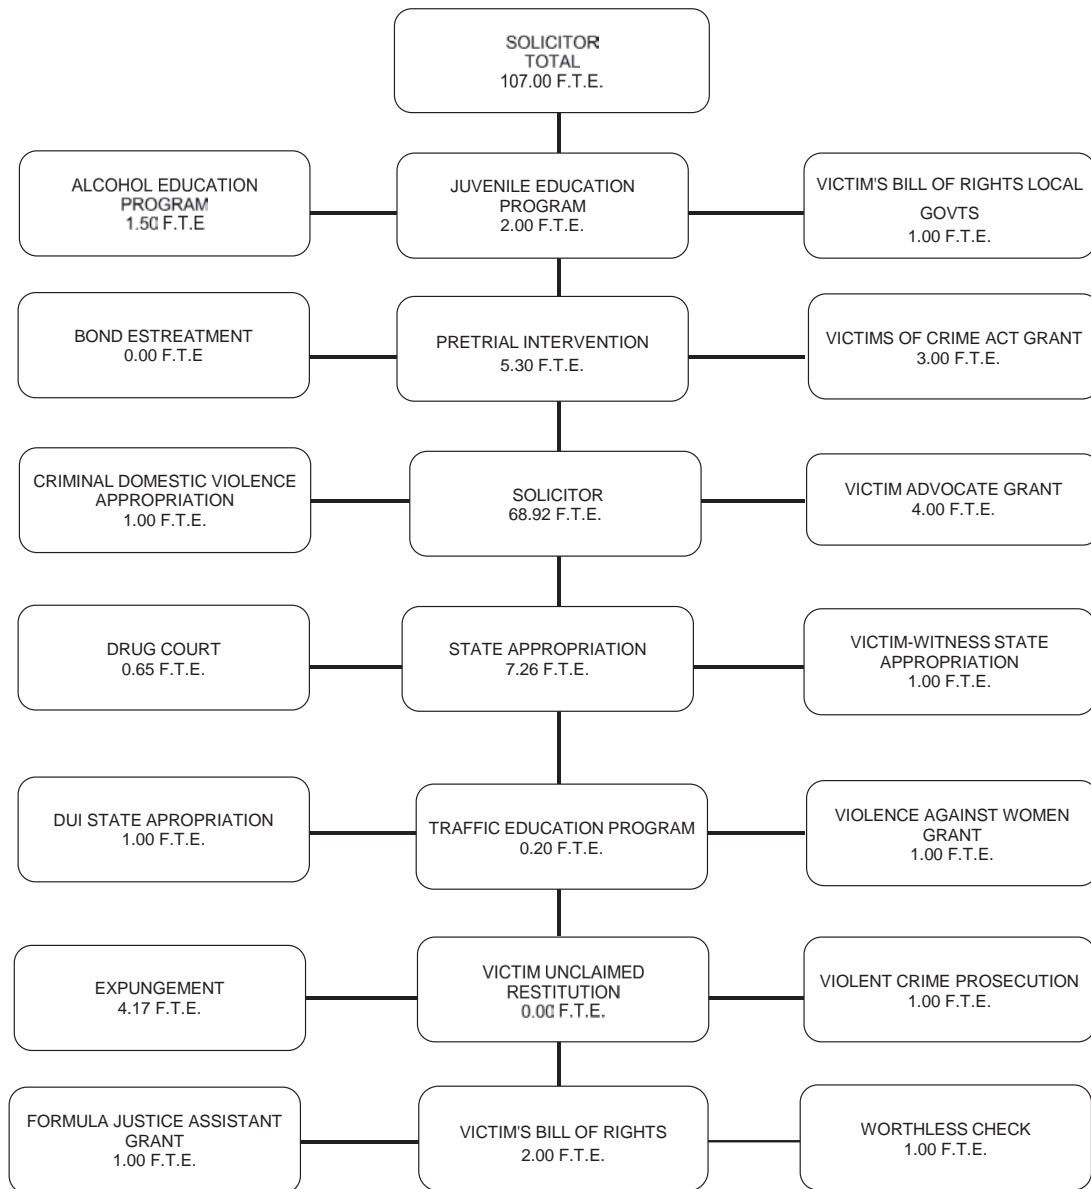 SOLICITOR
TOTAL
107.00 F.T.E.
ALCOHOL EDUCATION
PROGRAM
1.50 F.T.E
JUVENILE EDUCATION
PROGRAM
2.00 F.T.E.
VICTIM'S BILL OF RIGHTS LOCAL
GOVTS
1.00 F.T.E.
BOND ESTREATMENT
0.00 F.T.E
PRETRIAL INTERVENTION
5.30 F.T.E.
VICTIMS OF CRIME ACT GRANT
3.00 F.T.E.
CRIMINAL DOMESTIC VIOLENCE
APPROPRIATION
1.00 F.T.E.
SOLICITOR
68.92 F.T.E.
VICTIM ADVOCATE GRANT
4.00 F.T.E.
DRUG COURT
0.65 F.T.E.
STATE APPROPRIATION
7.26 F.T.E.
VICTIM-WITNESS STATE
APPROPRIATION
1.00 F.T.E.
DUI STATE APROPRIATION
1.00 F.T.E.
TRAFFIC EDUCATION PROGRAM
0.20 F.T.E.
VIOLENCE AGAINST WOMEN
GRANT
1.00 F.T.E.
EXPUNGEMENT
4.17 F.T.E.
VICTIM UNCLAIMED
RESTITUTION
0.00 F.T.E.
VIOLENT CRIME PROSECUTION
1.00 F.T.E.
FORMULA JUSTICE ASSISTANT
GRANT
1.00 F.T.E.
VICTIM'S BILL OF RIGHTS
2.00 F.T.E.
WORTHLESS CHECK
1.00 F.T.E.